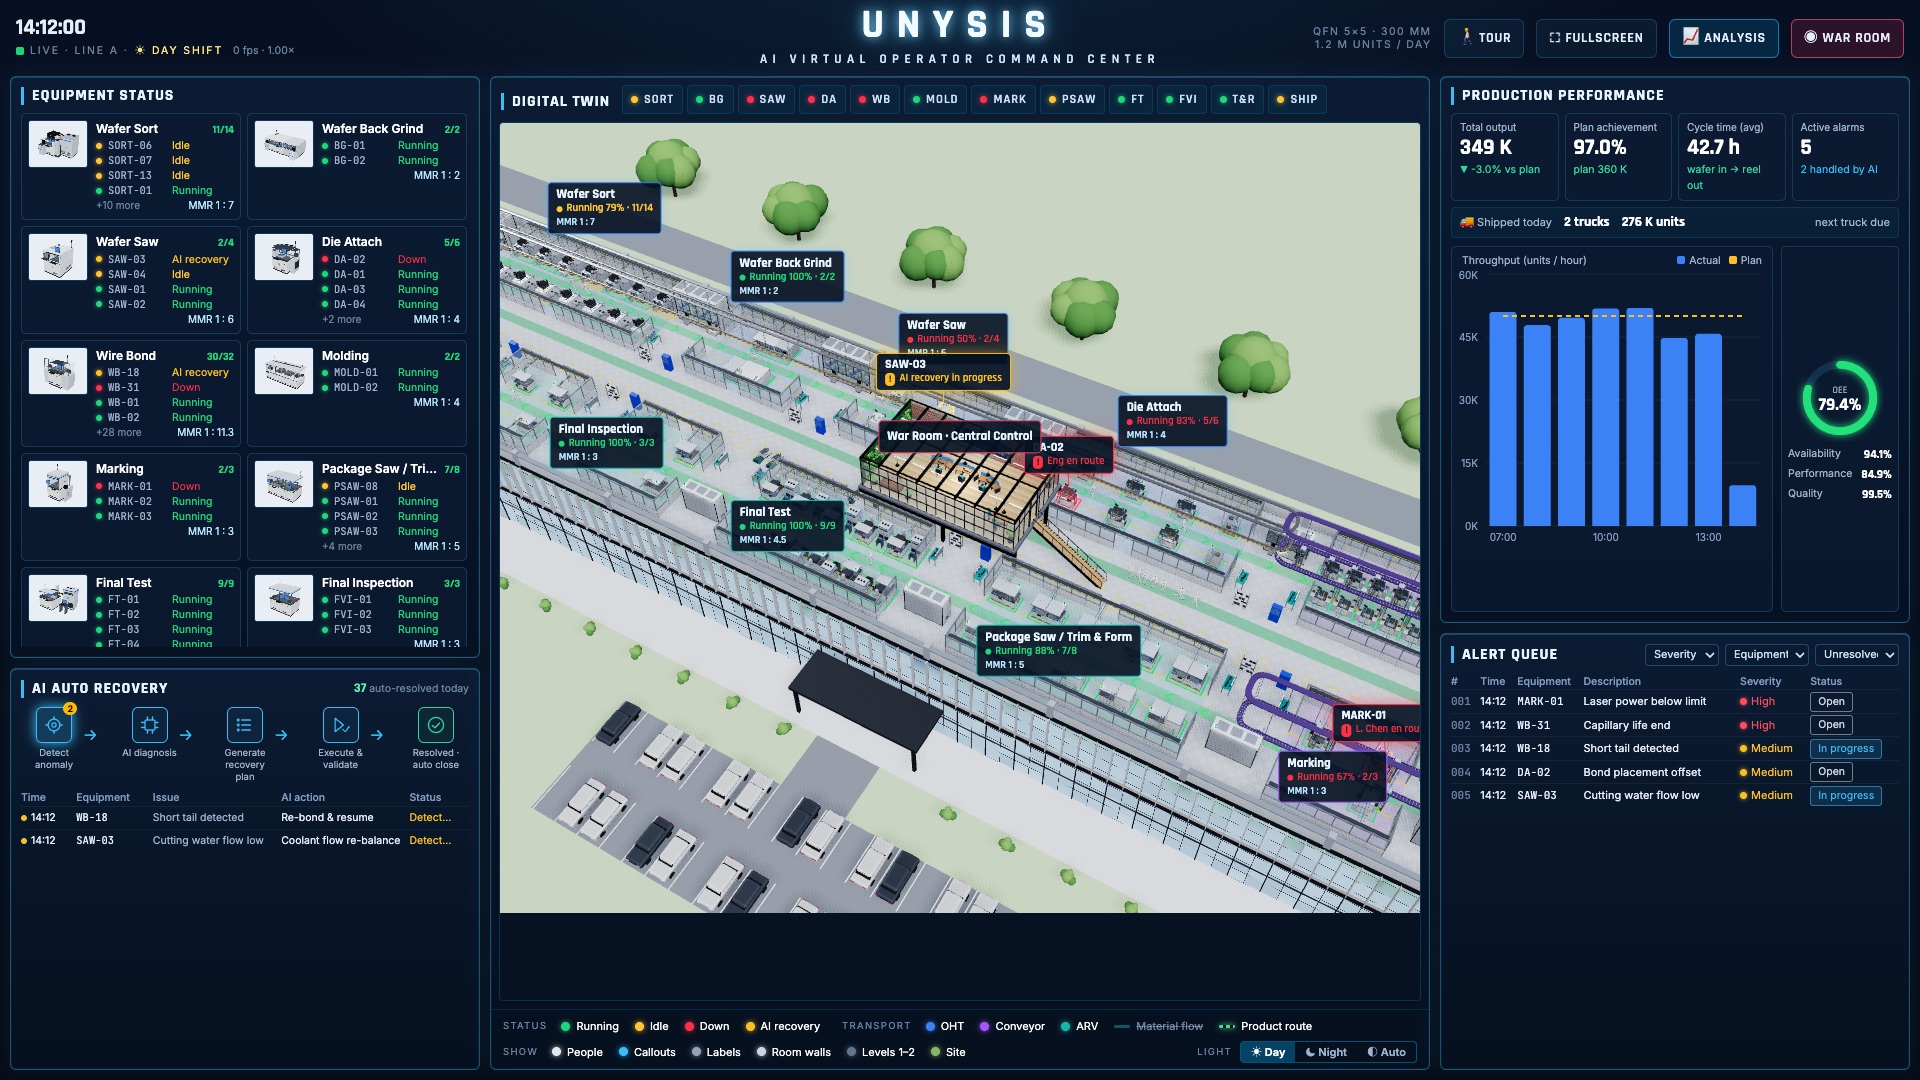 14:12:00
LIVE · LINE A · ☀ DAY SHIFT 0 fps · 1.00×
UNYSIS
AI VIRTUAL OPERATOR COMMAND CENTER
QFN 5×5 · 300 MM
1.2 M UNITS / DAY
TOUR
FULLSCREEN
ANALYSIS
WAR ROOM
EQUIPMENT STATUS
Wafer Sort 11/14
SORT-06 Idle
SORT-07 Idle
SORT-13 Idle
SORT-01 Running
+10 more MMR 1 : 7
Wafer Back Grind 2/2
BG-01 Running
BG-02 Running
MMR 1 : 2
Wafer Saw 2/4
SAW-03 AI recovery
SAW-04 Idle
SAW-01 Running
SAW-02 Running
MMR 1 : 6
Die Attach 5/6
DA-02 Down
DA-01 Running
DA-03 Running
DA-04 Running
+2 more MMR 1 : 4
Wire Bond 30/32
WB-18 AI recovery
WB-31 Down
WB-01 Running
WB-02 Running
+28 more MMR 1 : 11.3
Molding 2/2
MOLD-01 Running
MOLD-02 Running
MMR 1 : 4
Marking 2/3
MARK-01 Down
MARK-02 Running
MARK-03 Running
MMR 1 : 3
Package Saw / Tri... 7/8
PSAW-08 Idle
PSAW-01 Running
PSAW-02 Running
PSAW-03 Running
+4 more MMR 1 : 5
Final Test 9/9
FT-01 Running
FT-02 Running
FT-03 Running
FT-04 Running
Final Inspection 3/3
FVI-01 Running
FVI-02 Running
FVI-03 Running
MMR 1 : 3
AI AUTO RECOVERY
37 auto-resolved today
2
Detect anomaly
AI diagnosis
Generate recovery plan
Execute & validate
Resolved · auto close
Time Equipment Issue AI action Status
14:12 WB-18 Short tail detected Re-bond & resume Detect...
14:12 SAW-03 Cutting water flow low Coolant flow re-balance Detect...
DIGITAL TWIN
SORT BG SAW DA WB MOLD MARK PSAW FT FVI T&R SHIP
Wafer Sort
Running 79% · 11/14
MMR 1 : 7
Wafer Back Grind
Running 100% · 2/2
MMR 1 : 2
Wafer Saw
Running 50% · 2/4
MMR 1 : 6
SAW-03
! AI recovery in progress
Die Attach
Running 83% · 5/6
MMR 1 : 4
Final Inspection
Running 100% · 3/3
MMR 1 : 3
War Room · Central Control
A-02
! Eng en route
Final Test
Running 100% · 9/9
MMR 1 : 4.5
Package Saw / Trim & Form
Running 88% · 7/8
MMR 1 : 5
MARK-01
! L. Chen en rou
Marking
Running 67% · 2/3
MMR 1 : 3
STATUS Running Idle Down AI recovery TRANSPORT OHT Conveyor ARV Material flow Product route
SHOW People Callouts Labels Room walls Levels 1–2 Site LIGHT ☀ Day Night Auto
PRODUCTION PERFORMANCE
Total output
349 K
▼ -3.0% vs plan
Plan achievement
97.0%
plan 360 K
Cycle time (avg)
42.7 h
wafer in → reel out
Active alarms
5
2 handled by AI
Shipped today 2 trucks 276 K units next truck due
Throughput (units / hour) Actual Plan
60K
45K
30K
15K
0K
07:00 10:00 13:00
OEE
79.4%
Availability 94.1%
Performance 84.9%
Quality 99.5%
ALERT QUEUE
Severity
Equipment
Unresolve
# Time Equipment Description Severity Status
001 14:12 MARK-01 Laser power below limit High Open
002 14:12 WB-31 Capillary life end High Open
003 14:12 WB-18 Short tail detected Medium In progress
004 14:12 DA-02 Bond placement offset Medium Open
005 14:12 SAW-03 Cutting water flow low Medium In progress